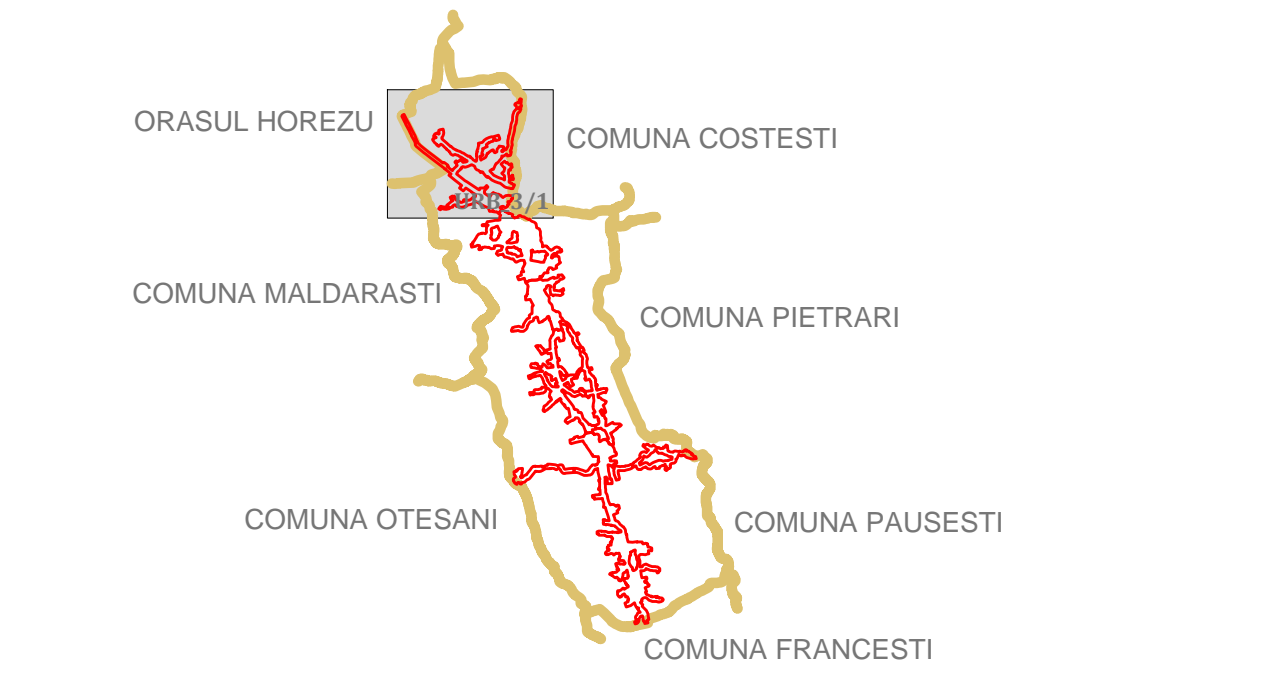 ORASUL HOREZU
COMUNA COSTESTI
URB 3/1
COMUNA MALDARASTI
COMUNA PIETRARI
COMUNA OTESANI
COMUNA PAUSESTI
COMUNA FRANCESTI